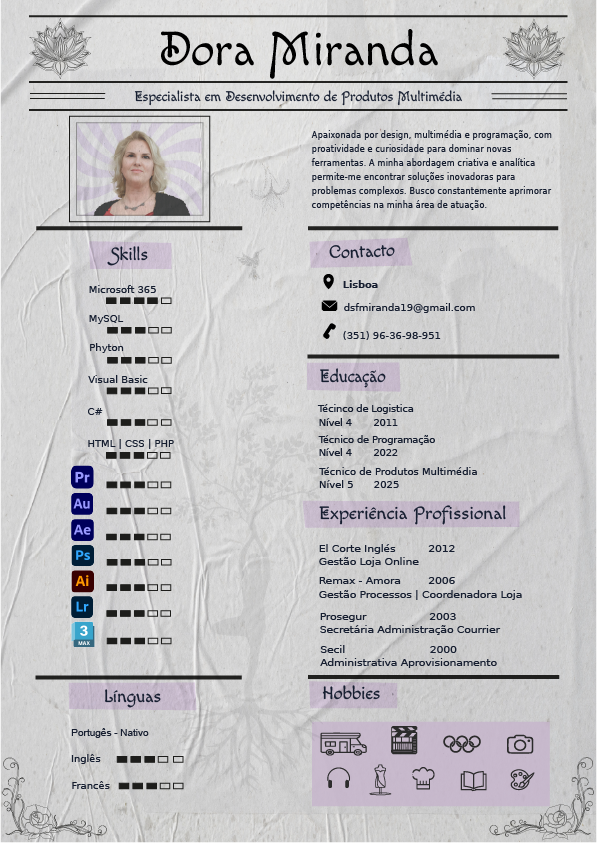 Dora Miranda
Especialista em Desenvolvimento de Produtos Multimédia
Apaixonada por design, multimédia e programação, com
proatividade e curiosidade para dominar novas
ferramentas. A minha abordagem criativa e analítica
permite-me encontrar soluções inovadoras para
problemas complexos. Busco constantemente aprimorar
competências na minha área de atuação.
Skills
Microsoft 365
MySQL
Phyton
Visual Basic
C#
HTML | CSS | PHP
Pr
Au
Ae
Ps
Ai
Lr
3
MAX
Línguas
Portugês - Nativo
Inglês
Francês
Contacto
Lisboa
dsfmiranda19@gmail.com
(351) 96-36-98-951
Educação
Técinco de Logistica
Nível 4 2011
Técnico de Programação
Nível 4 2022
Técnico de Produtos Multimédia
Nível 5 2025
Experiência Profissional
El Corte Inglés 2012
Gestão Loja Online
Remax - Amora 2006
Gestão Processos | Coordenadora Loja
Prosegur 2003
Secretária Administração Courrier
Secil 2000
Administrativa Aprovisionamento
Hobbies